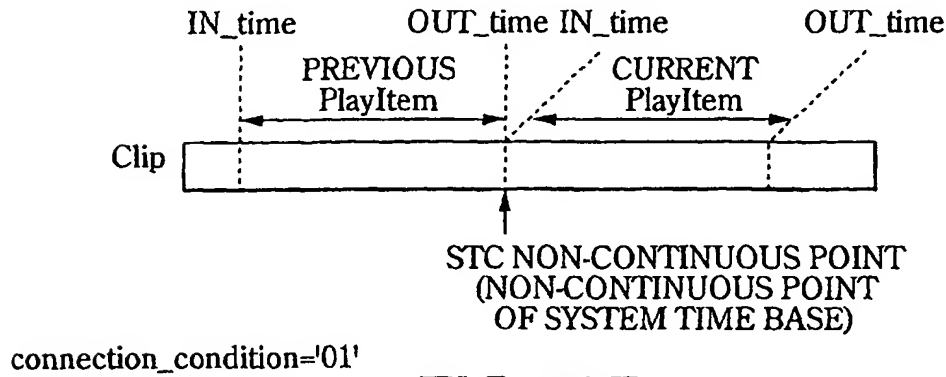 IN_time OUT_time IN_time OUT_time
PREVIOUS CURRENT
PlayItem PlayItem
Clip
STC NON-CONTINUOUS POINT
(NON-CONTINUOUS POINT
OF SYSTEM TIME BASE)
connection_condition='01'